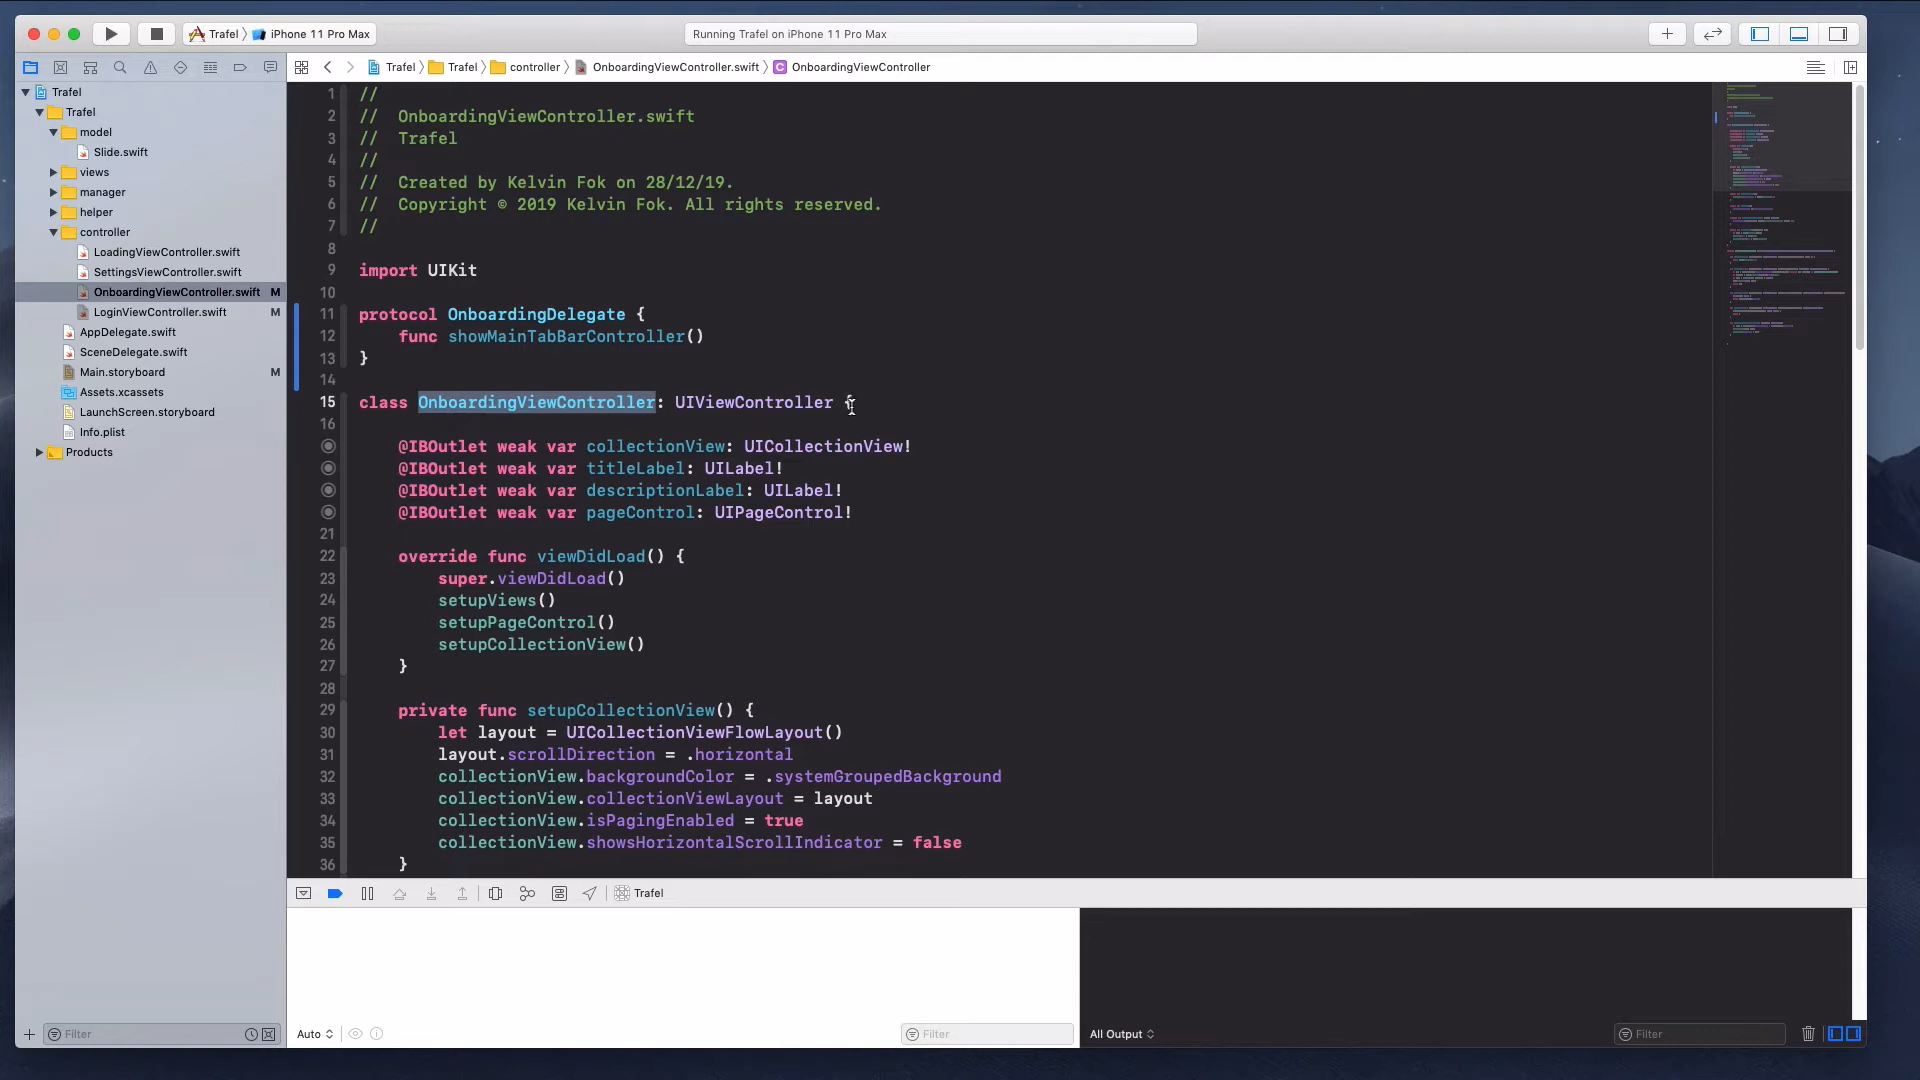 Trafel 〉 iPhone 11 Pro Max
Running Trafel on iPhone 11 Pro Max
Trafel 〉 Trafel 〉 controller 〉 OnboardingViewController.swift 〉 C OnboardingViewController
Trafel
Trafel
model
Slide.swift
views
manager
helper
controller
LoadingViewController.swift
SettingsViewController.swift
OnboardingViewController.swift M
LoginViewController.swift M
AppDelegate.swift
SceneDelegate.swift
Main.storyboard M
Assets.xcassets
LaunchScreen.storyboard
Info.plist
Products
1 //
2 //  OnboardingViewController.swift
3 //  Trafel
4 //
5 //  Created by Kelvin Fok on 28/12/19.
6 //  Copyright © 2019 Kelvin Fok. All rights reserved.
7 //
8
9 import UIKit
10
11 protocol OnboardingDelegate {
12     func showMainTabBarController()
13 }
14
15 class OnboardingViewController: UIViewController {
16
@IBOutlet weak var collectionView: UICollectionView!
@IBOutlet weak var titleLabel: UILabel!
@IBOutlet weak var descriptionLabel: UILabel!
@IBOutlet weak var pageControl: UIPageControl!
21
22     override func viewDidLoad() {
23         super.viewDidLoad()
24         setupViews()
25         setupPageControl()
26         setupCollectionView()
27     }
28
29     private func setupCollectionView() {
30         let layout = UICollectionViewFlowLayout()
31         layout.scrollDirection = .horizontal
32         collectionView.backgroundColor = .systemGroupedBackground
33         collectionView.collectionViewLayout = layout
34         collectionView.isPagingEnabled = true
35         collectionView.showsHorizontalScrollIndicator = false
36     }
Trafel
Filter
Auto
Filter
All Output
Filter